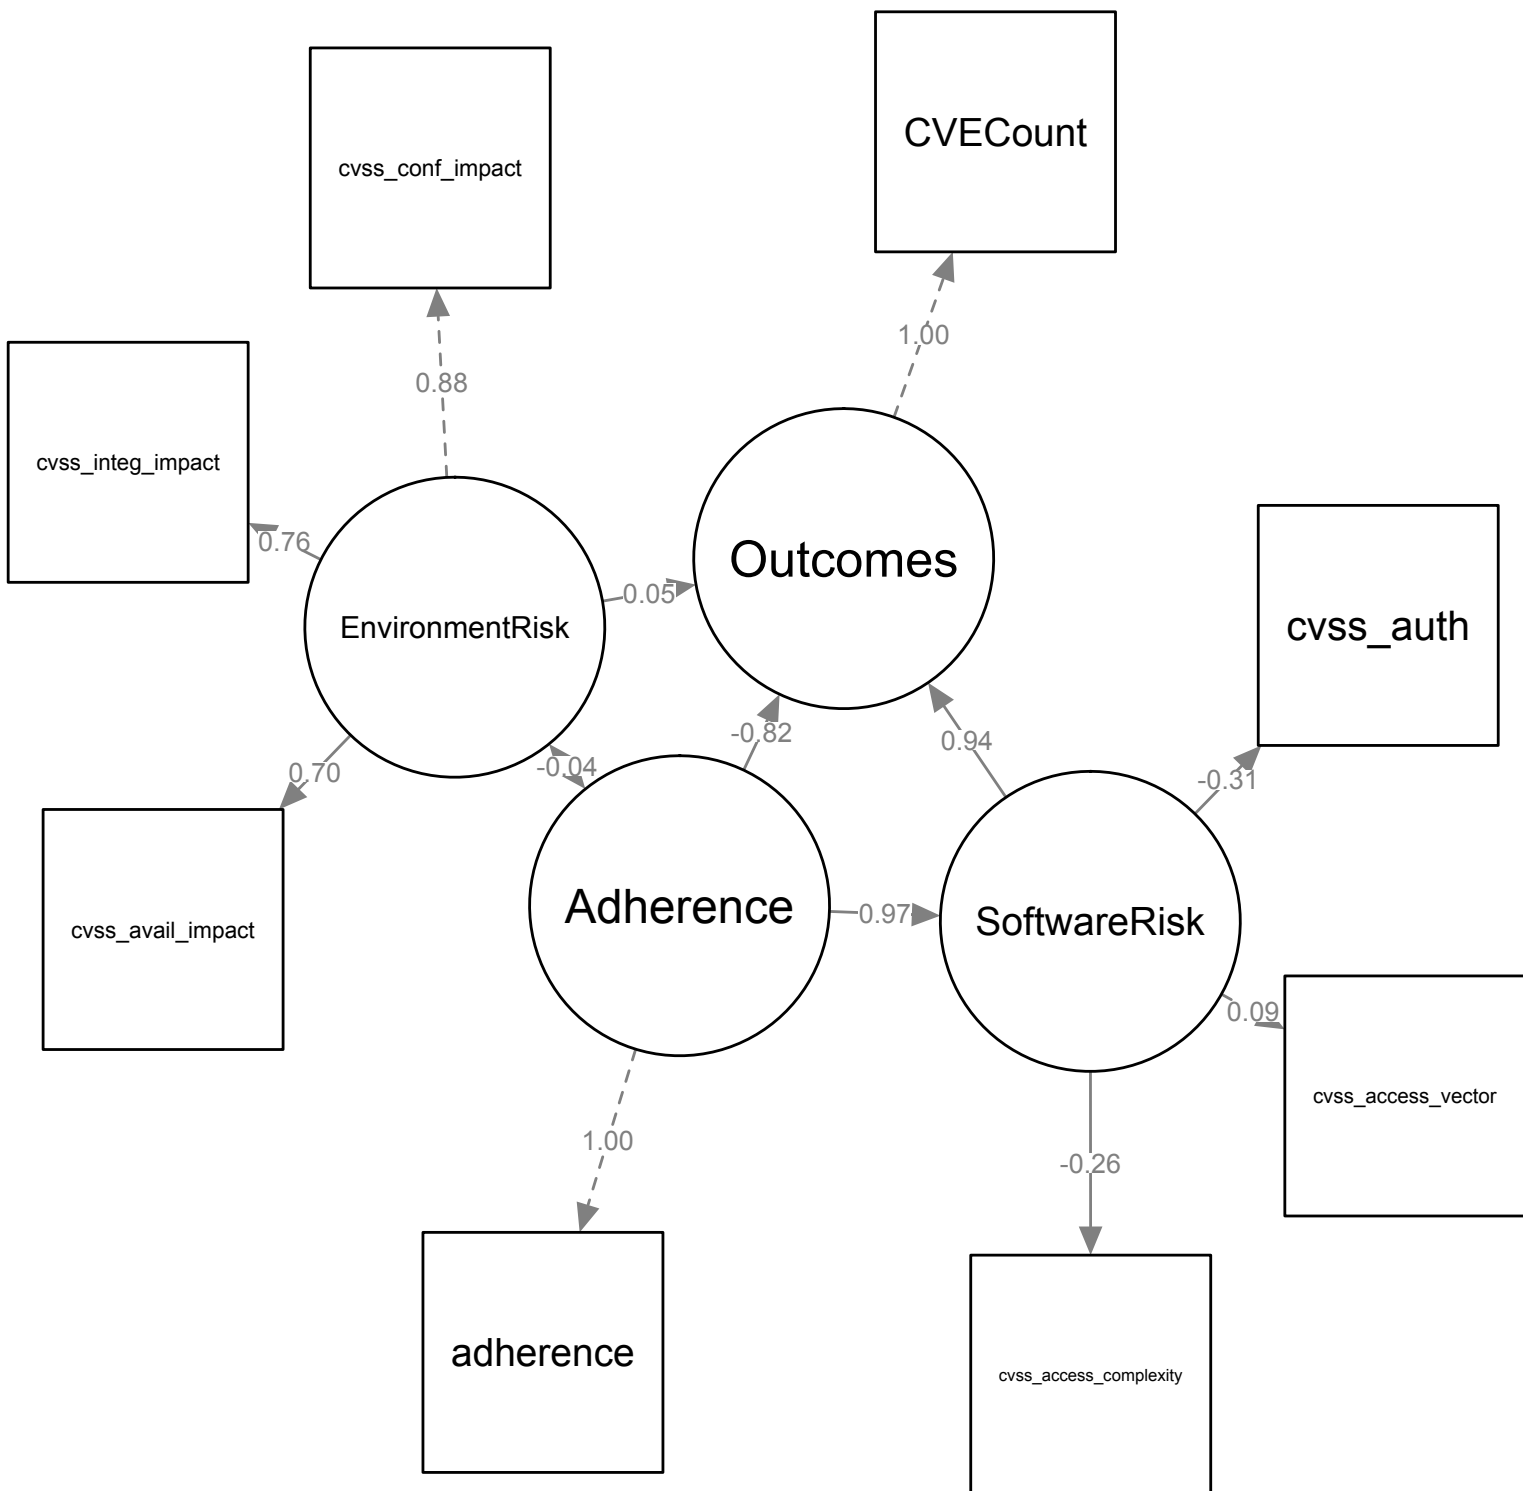 CVECount
cvss_conf_impact
1.00
0.88
cvss_integ_impact
0.76
Outcomes
0.05
EnvironmentRisk
cvss_auth
-0.82
0.94
-0.04
0.70
-0.31
Adherence
0.97
SoftwareRisk
cvss_avail_impact
0.09
cvss_access_vector
1.00
-0.26
adherence
cvss_access_complexity